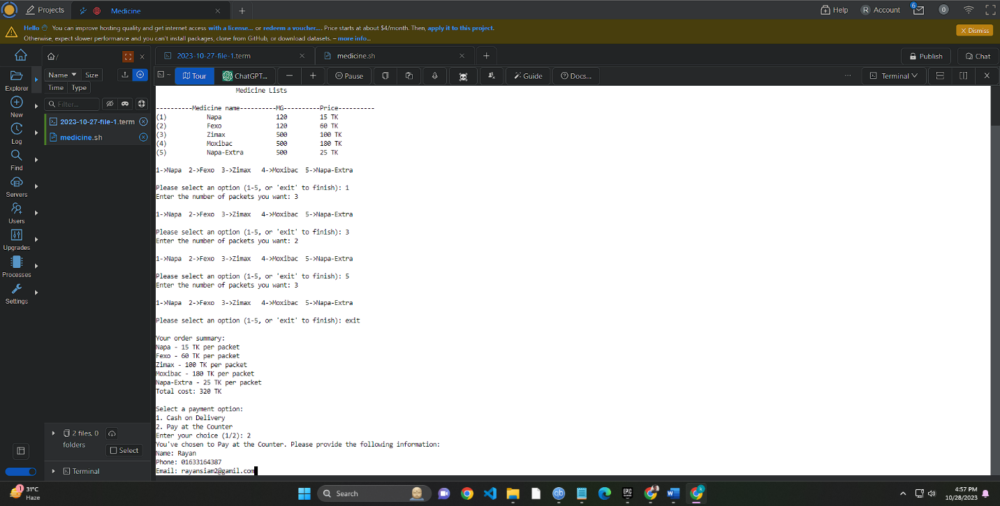 Projects
Medicine
Help
R Account
6
0
Hello You can improve hosting quality and get internet access with a license... or redeem a voucher.... Price starts at about $4/month. Then, apply it to this project.
Otherwise, expect slower performance and you can't install packages, clone from GitHub, or download datasets. – more info...
Dismiss
/
2023-10-27-file-1.term
medicine.sh
Publish
Chat
Explorer
New
Log
Find
Servers
Users
Upgrades
Processes
Settings
Name
Size
Time
Type
Filter...
2023-10-27-file-1.term
medicine.sh
2 files, 0
folders
Select
Terminal
Tour
ChatGPT...
Pause
Guide
Docs...
Terminal
Medicine Lists
----------Medicine name----------MG----------Price----------
(1) Napa 120 15 TK
(2) Fexo 120 60 TK
(3) Zimax 500 100 TK
(4) Moxibac 500 180 TK
(5) Napa-Extra 500 25 TK
1->Napa 2->Fexo 3->Zimax 4->Moxibac 5->Napa-Extra
Please select an option (1-5, or 'exit' to finish): 1
Enter the number of packets you want: 3
1->Napa 2->Fexo 3->Zimax 4->Moxibac 5->Napa-Extra
Please select an option (1-5, or 'exit' to finish): 3
Enter the number of packets you want: 2
1->Napa 2->Fexo 3->Zimax 4->Moxibac 5->Napa-Extra
Please select an option (1-5, or 'exit' to finish): 5
Enter the number of packets you want: 3
1->Napa 2->Fexo 3->Zimax 4->Moxibac 5->Napa-Extra
Please select an option (1-5, or 'exit' to finish): exit
Your order summary:
Napa - 15 TK per packet
Fexo - 60 TK per packet
Zimax - 100 TK per packet
Moxibac - 180 TK per packet
Napa-Extra - 25 TK per packet
Total cost: 320 TK
Select a payment option:
1. Cash on Delivery
2. Pay at the Counter
Enter your choice (1/2): 2
You've chosen to Pay at the Counter. Please provide the following information:
Name: Rayan
Phone: 01633164387
Email: rayansiam2@gamil.com
1
31°C
Haze
Search
4:57 PM
10/28/2023